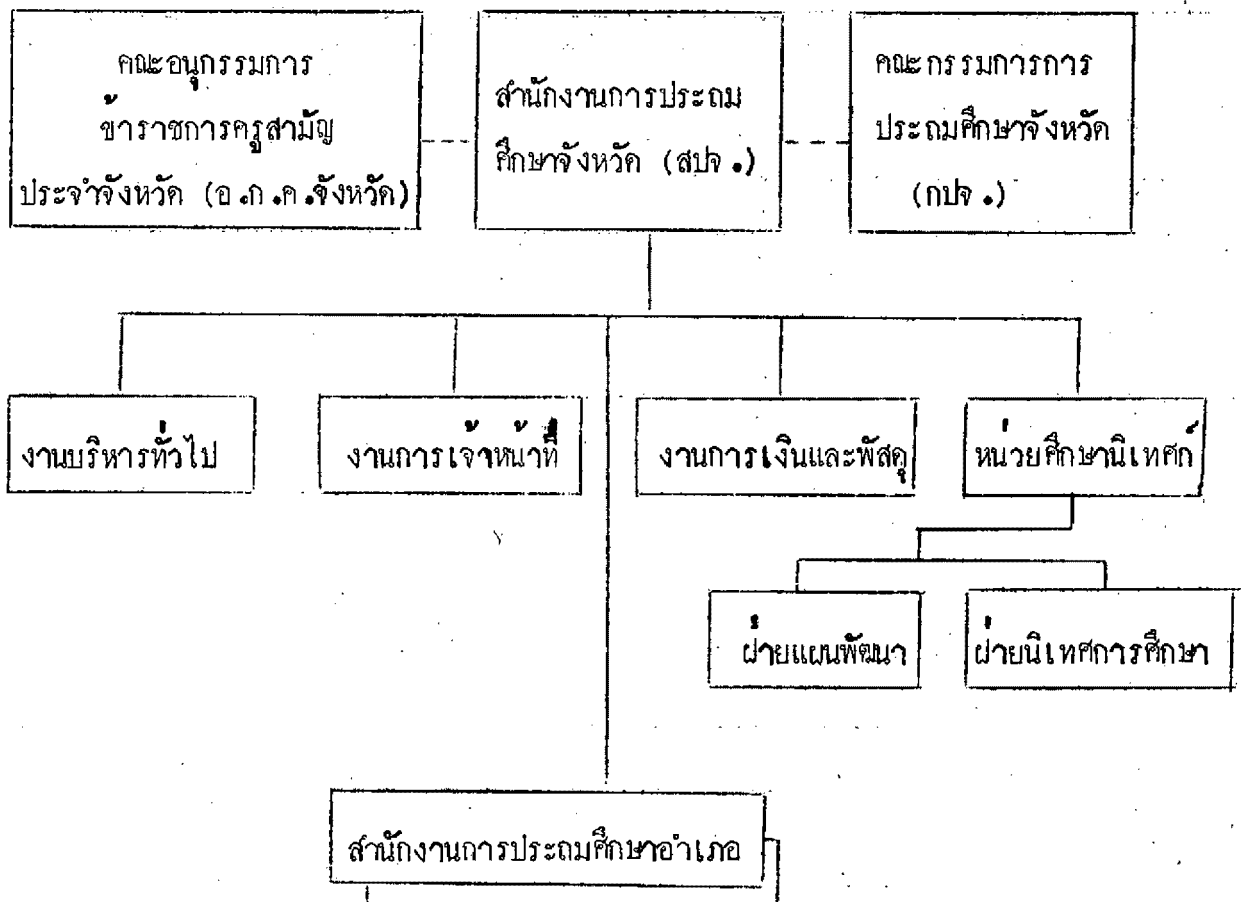 คณะอนุกรรมการ
ข้าราชการครูสามัญ
ประจำจังหวัด (อ.ก.ค.จังหวัด)
สำนักงานการประถม
ศึกษาจังหวัด (สปจ.)
คณะกรรมการการ
ประถมศึกษาจังหวัด
(กปจ.)
งานบริหารทั่วไป
งานการเจ้าหน้าที่
งานการเงินและพัสดุ
หน่วยศึกษานิเทศก์
ฝ่ายแผนพัฒนา
ฝ่ายนิเทศการศึกษา
สำนักงานการประถมศึกษาอำเภอ